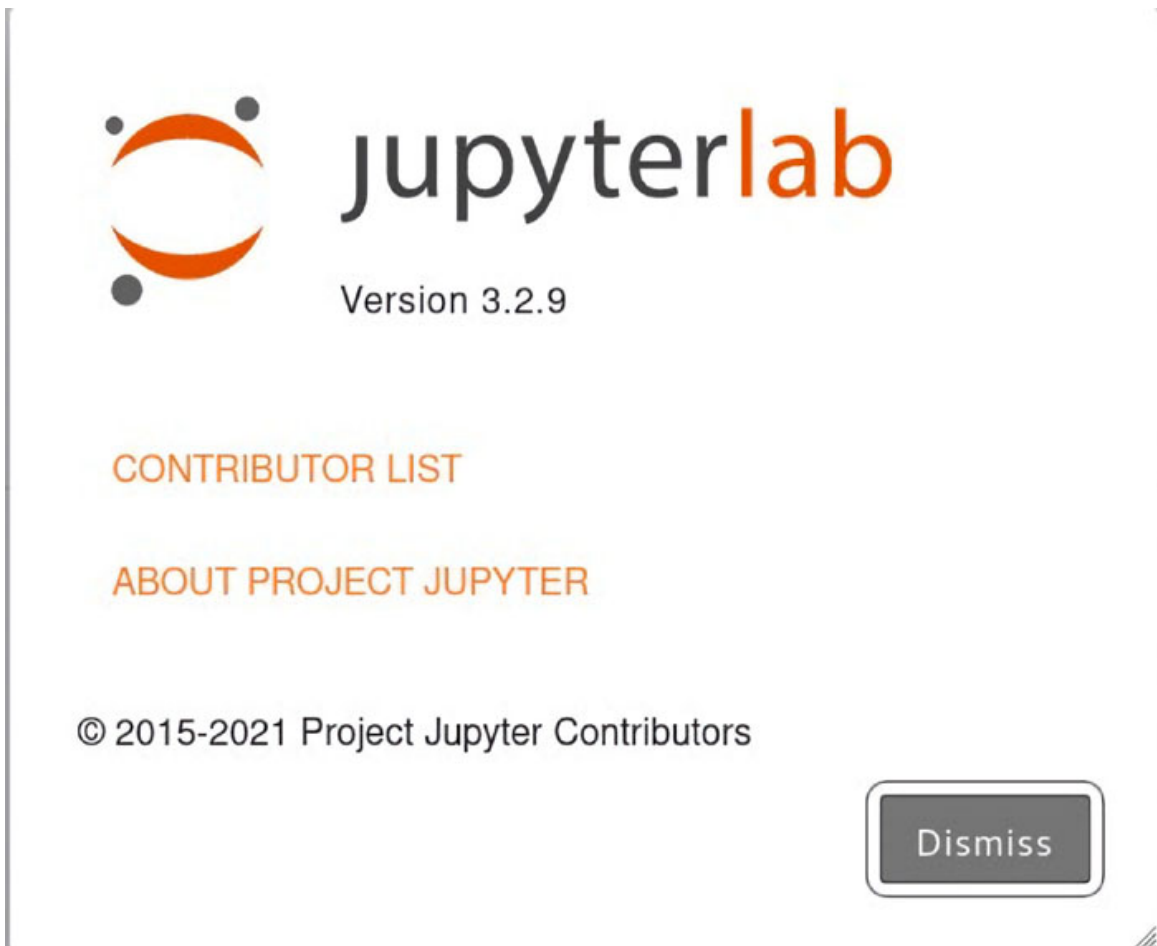 jupyterlab
Version 3.2.9
CONTRIBUTOR LIST
ABOUT PROJECT JUPYTER
© 2015-2021 Project Jupyter Contributors
Dismiss